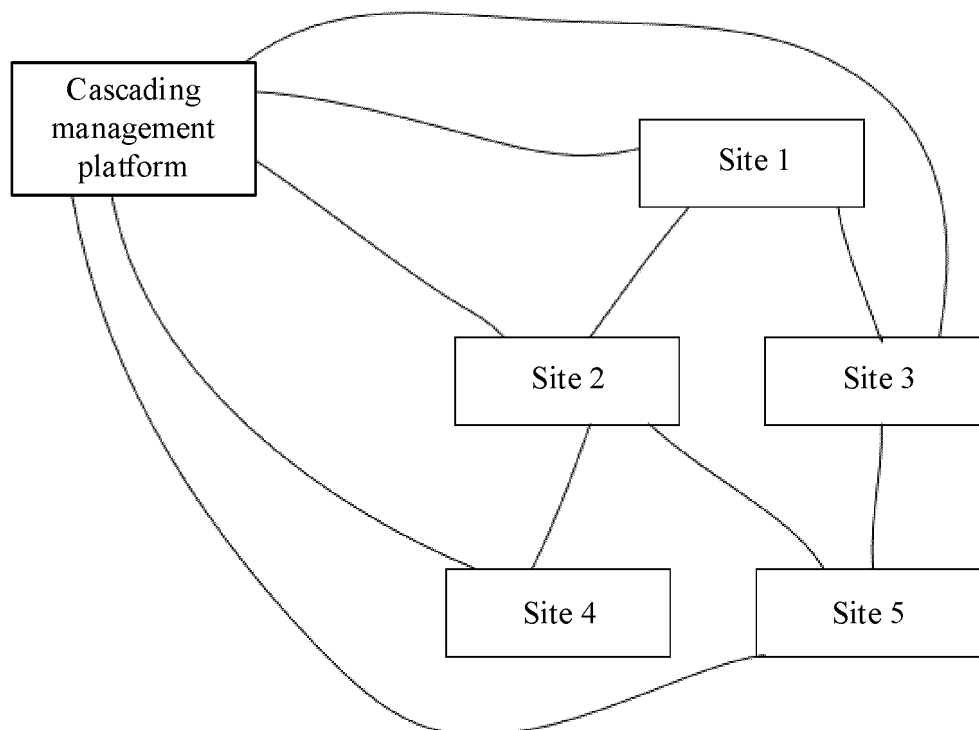 Cascading
management
platform
Site 1
Site 2
Site 3
Site 4
Site 5